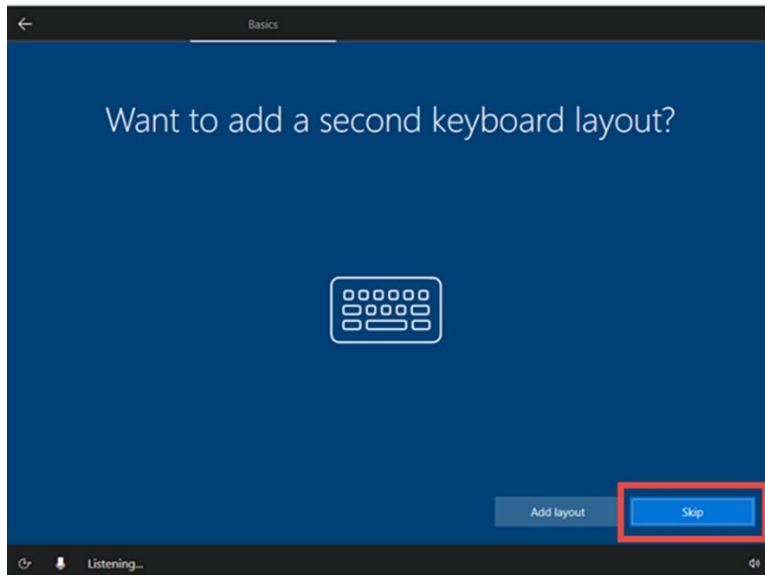 Basics
Want to add a second keyboard layout?
Add layout
Skip
Listening...